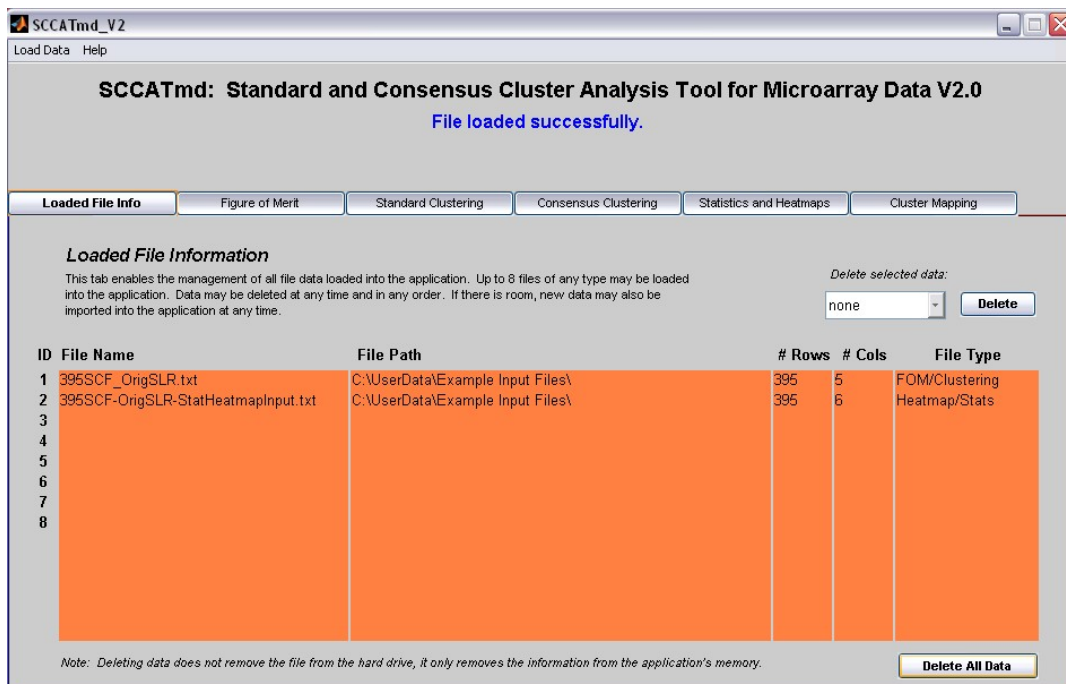 SCCATmd_V2
Load Data Help
SCCATmd: Standard and Consensus Cluster Analysis Tool for Microarray Data V2.0
File loaded successfully.
Loaded File Info Figure of Merit Standard Clustering Consensus Clustering Statistics and Heatmaps Cluster Mapping
Loaded File Information
This tab enables the management of all file data loaded into the application. Up to 8 files of any type may be loaded
into the application. Data may be deleted at any time and in any order. If there is room, new data may also be
imported into the application at any time.
Delete selected data:
none Delete
ID File Name File Path # Rows # Cols File Type
1 395SCF_OrigSLR.txt C:\UserData\Example Input Files\ 395 5 FOM/Clustering
2 395SCF-OrigSLR-StatHeatmapInput.txt C:\UserData\Example Input Files\ 395 6 Heatmap/Stats
3
4
5
6
7
8
Note: Deleting data does not remove the file from the hard drive, it only removes the information from the application's memory.
Delete All Data